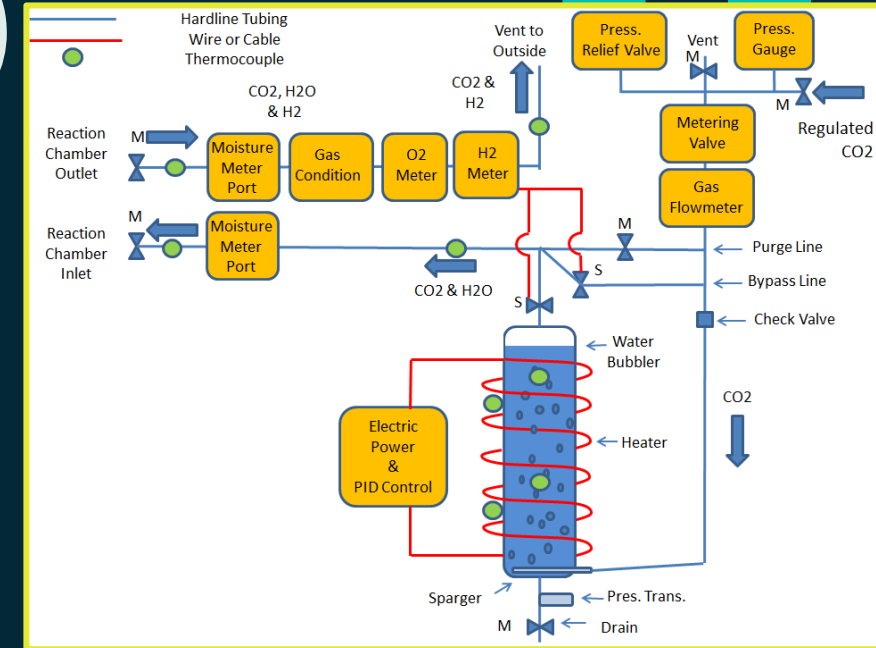 Hardline Tubing
Wire or Cable
Thermocouple
Vent to
Outside
Press.
Relief Valve
Vent
M
Press.
Gauge
M
Regulated
CO2
CO2, H2O
& H2
CO2 &
H2
Metering
Valve
Reaction
Chamber
Outlet
M
Moisture
Meter
Port
Gas
Condition
O2
Meter
H2
Meter
Gas
Flowmeter
Reaction
Chamber
Inlet
M
Moisture
Meter
Port
M
Purge Line
CO2 & H2O
S
S
Bypass Line
Check Valve
Water
Bubbler
CO2
Electric
Power
&
PID Control
Heater
Sparger
Pres. Trans.
M
Drain